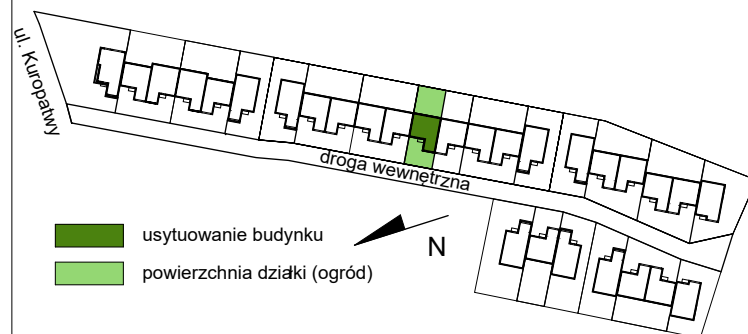 ul. Kuropatwy
droga wewnętrzna
usytuowanie budynku
N
powierzchnia działki (ogród)